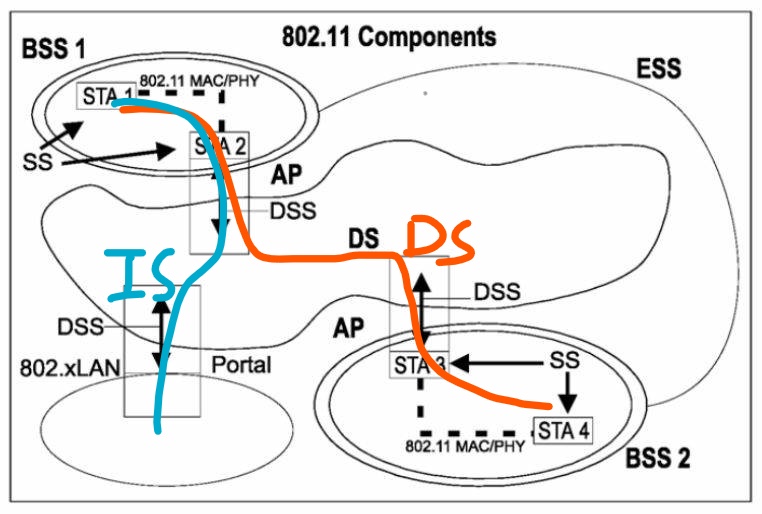 802.11 Components
BSS 1
ESS
802.11 MAC/PHY
STA 1
STA 2
SS
AP
DSS
DS
DS
IS
DSS
DSS
AP
802.xLAN
Portal
STA 3
SS
STA 4
802.11 MAC/PHY
BSS 2